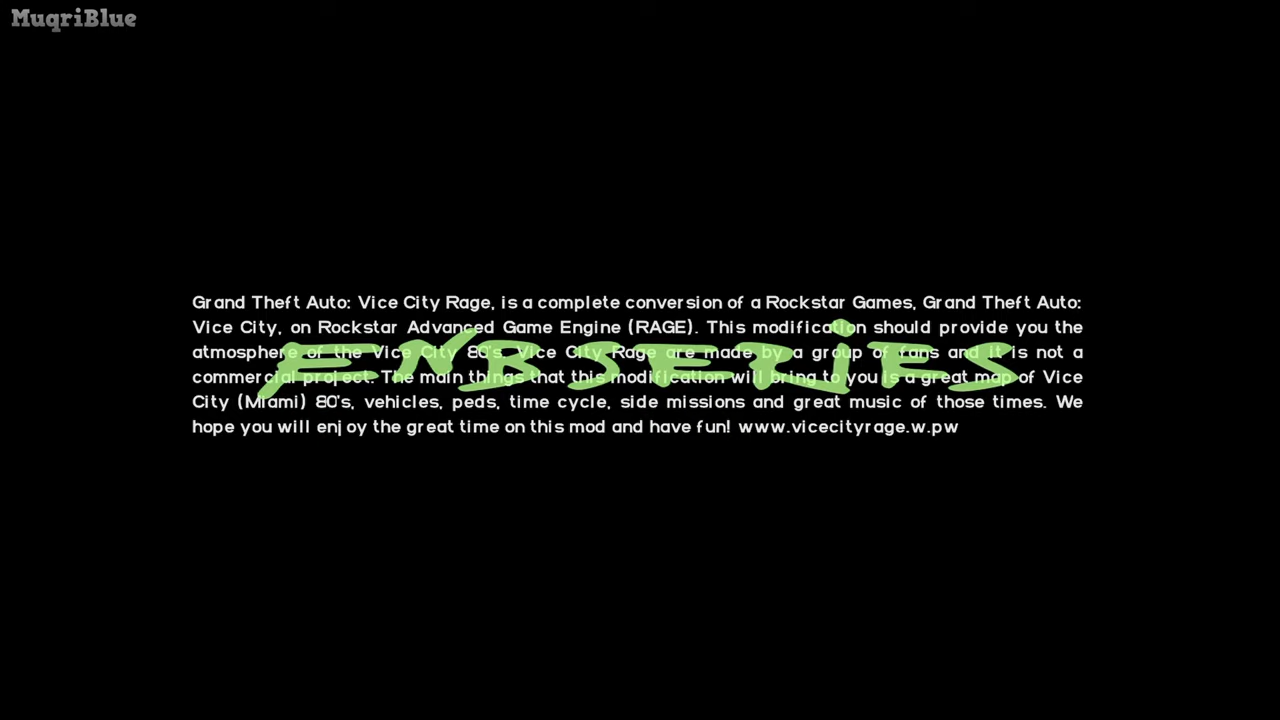 MuqriBlue
Grand Theft Auto: Vice City Rage, is a complete conversion of a Rockstar Games, Grand Theft Auto:
Vice City, on Rockstar Advanced Game Engine (RAGE). This modification should provide you the
atmosphere of the Vice City 80's. Vice City Rage are made by a group of fans and it is not a
commercial project. The main things that this modification will bring to you is a great map of Vice
City (Miami) 80's, vehicles, peds, time cycle, side missions and great music of those times. We
hope you will enjoy the great time on this mod and have fun! www.vicecityrage.w.pw
ENBSERiES